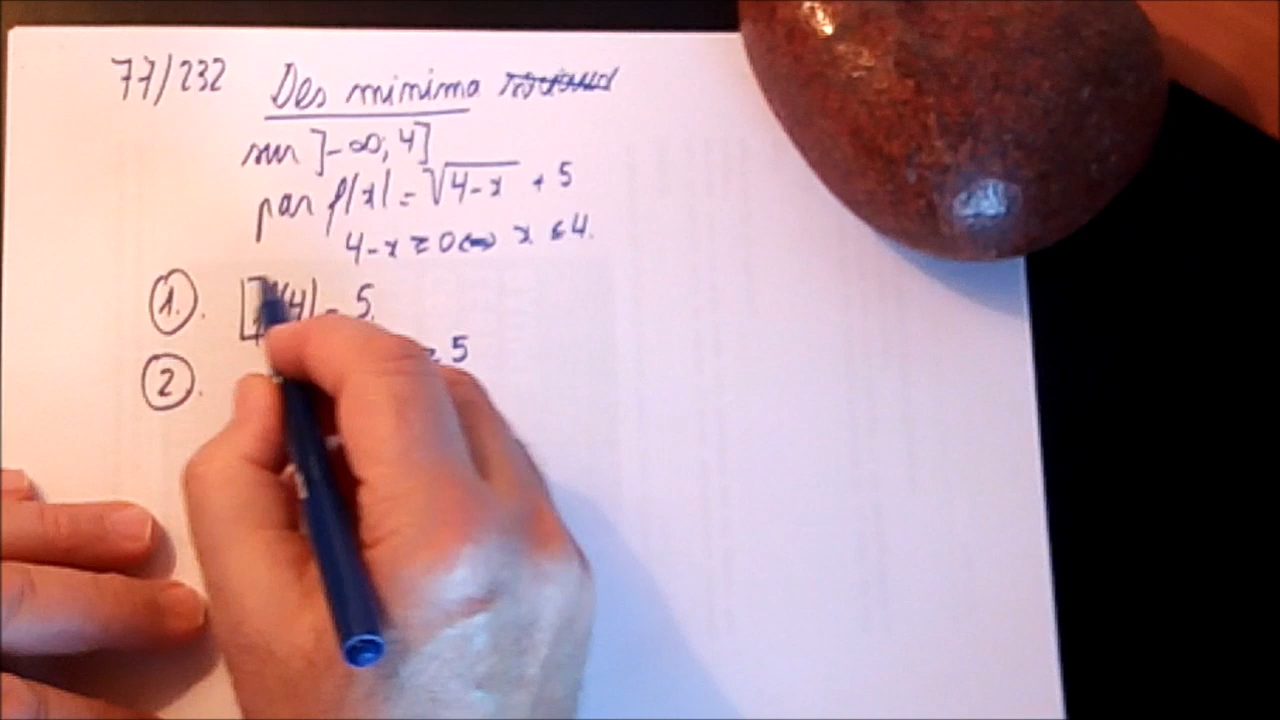 77/232 Des minima
sur ]-∞; 4]
par f(x) = √4-x + 5
4-x ≥ 0 ⇔ x ≤ 4.
1. f(4) = 5.
= 5
2.